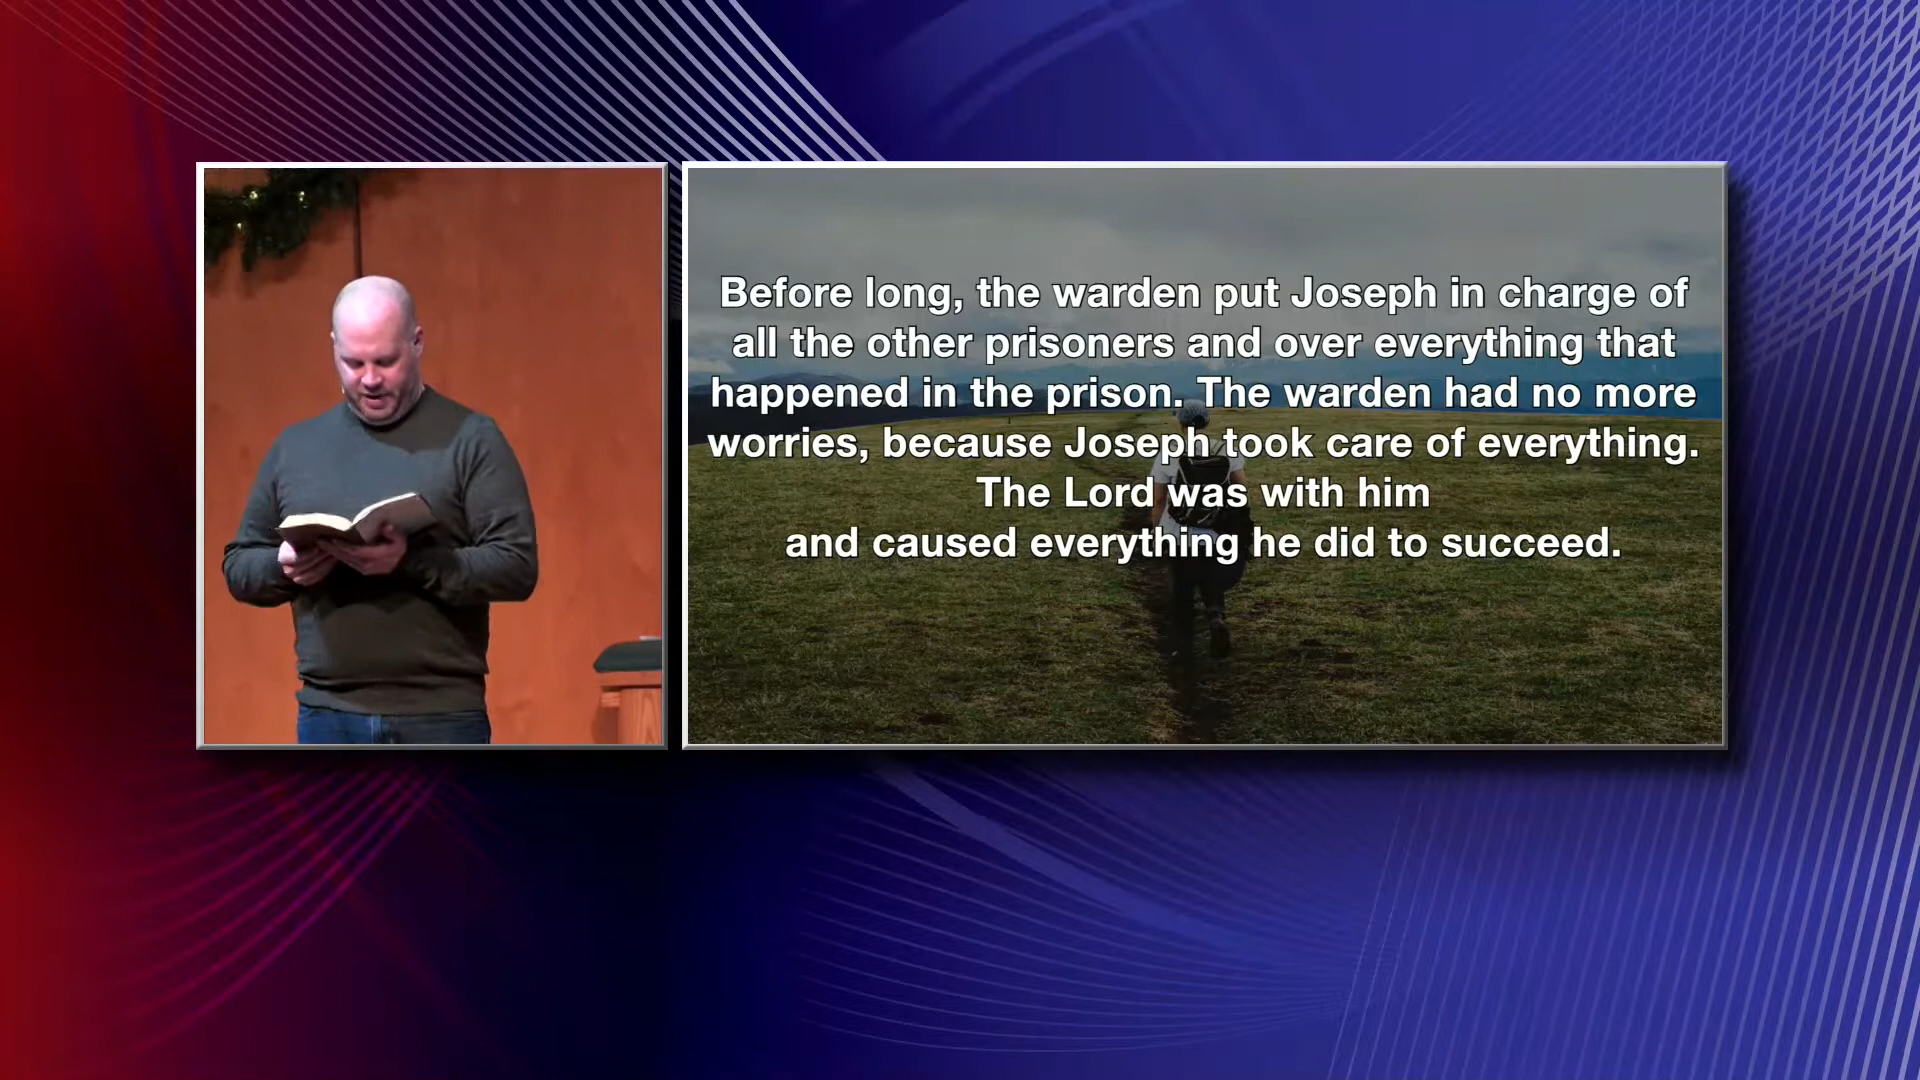 Before long, the warden put Joseph in charge of
all the other prisoners and over everything that
happened in the prison. The warden had no more
worries, because Joseph took care of everything.
The Lord was with him
and caused everything he did to succeed.